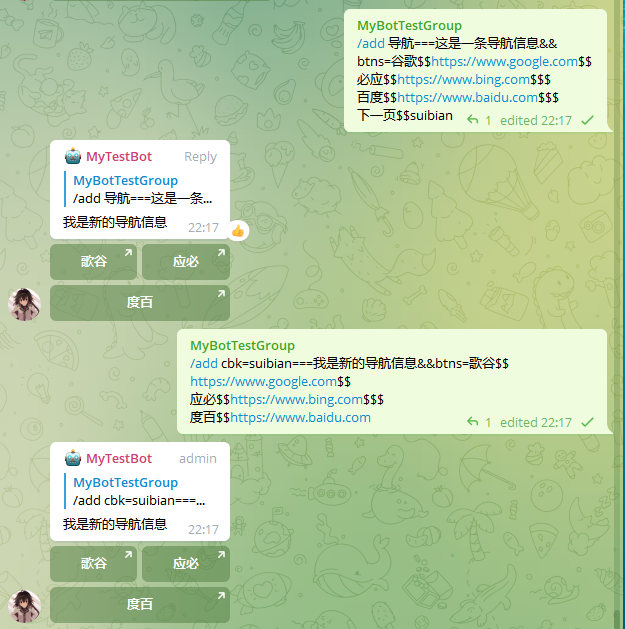 MyBotTestGroup
/add 导航===这是一条导航信息&&
btns=谷歌$$https://www.google.com$$
必应$$https://www.bing.com$$$
百度$$https://www.baidu.com$$$
下一页$$suibian 1 edited 22:17
MyTestBot Reply
MyBotTestGroup
/add 导航===这是一条...
我是新的导航信息 22:17
歌谷 应必
度百
MyBotTestGroup
/add cbk=suibian===我是新的导航信息&&btns=歌谷$$
https://www.google.com$$
应必$$https://www.bing.com$$$
度百$$https://www.baidu.com 1 edited 22:17
MyTestBot admin
MyBotTestGroup
/add cbk=suibian===...
我是新的导航信息 22:17
歌谷 应必
度百